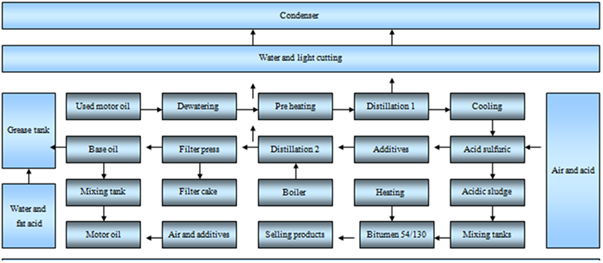 Condenser
Water and light cutting
Used motor oil
Dewatering
Pre heating
Distillation 1
Cooling
Grease tank
Base oil
Filter press
Distillation 2
Additives
Acid sulfuric
Air and acid
Water and
fat acid
Mixing tank
Filter cake
Boiler
Heating
Acidic sludge
Motor oil
Air and additives
Selling products
Bitumen 54/130
Mixing tanks